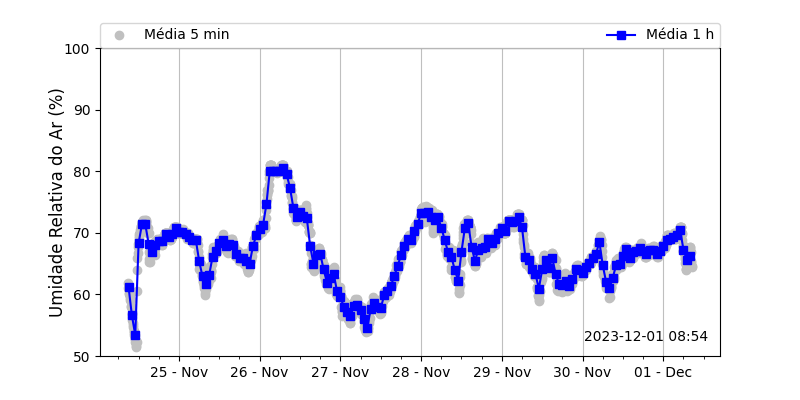 Média 5 min
Média 1 h
Umidade Relativa do Ar (%)
100
90
80
70
60
50
2023-12-01 08:54
25 - Nov
26 - Nov
27 - Nov
28 - Nov
29 - Nov
30 - Nov
01 - Dec